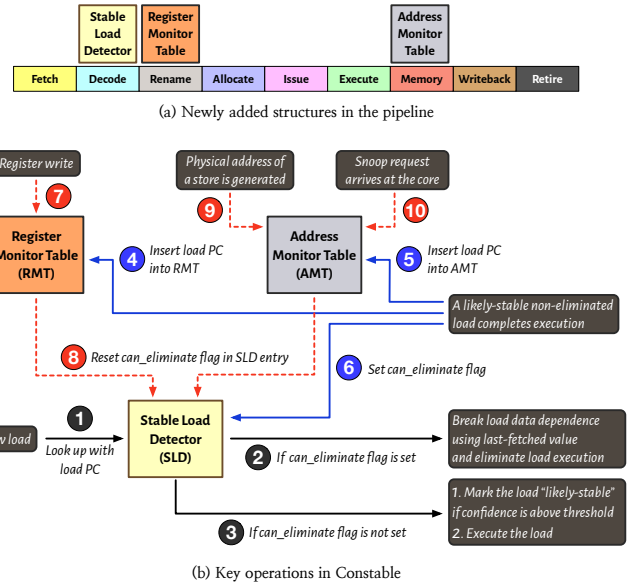 Stable
Load
Detector
Register
Monitor
Table
Address
Monitor
Table
Fetch
Decode
Rename
Allocate
Issue
Execute
Memory
Writeback
Retire
(a) Newly added structures in the pipeline
Register write
Physical address of
a store is generated
Snoop request
arrives at the core
7
9
10
Register
Monitor Table
(RMT)
4
Insert load PC
into RMT
Address
Monitor Table
(AMT)
5
Insert load PC
into AMT
A likely-stable non-eliminated
load completes execution
8
Reset can_eliminate flag in SLD entry
6
Set can_eliminate flag
1
w load
Look up with
load PC
Stable Load
Detector
(SLD)
2
If can_eliminate flag is set
Break load data dependence
using last-fetched value
and eliminate load execution
3
If can_eliminate flag is not set
1. Mark the load "likely-stable"
if confidence is above threshold
2. Execute the load
(b) Key operations in Constable